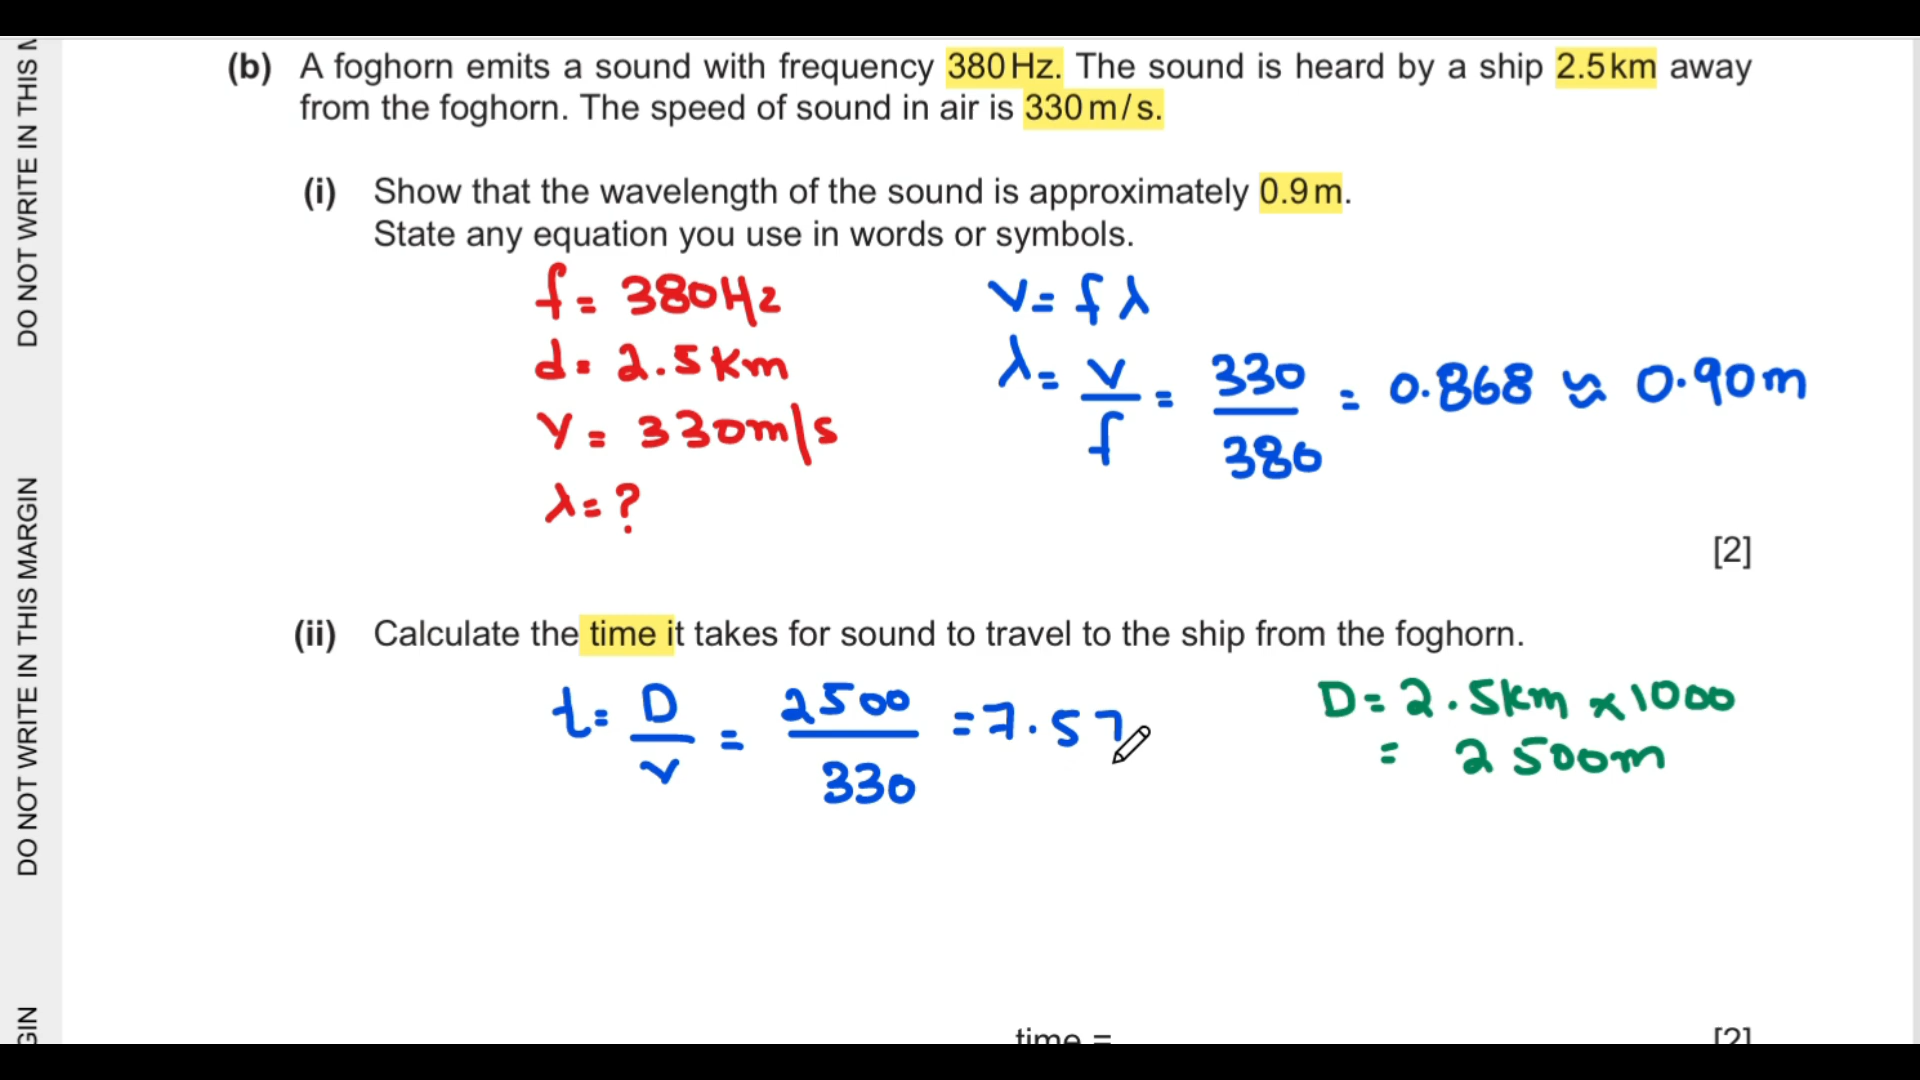 (b) A foghorn emits a sound with frequency 380 Hz. The sound is heard by a ship 2.5 km away
from the foghorn. The speed of sound in air is 330 m/s.
(i) Show that the wavelength of the sound is approximately 0.9 m.
State any equation you use in words or symbols.
f = 380Hz
d = 2.5km
v = 330m/s
λ = ?
v = fλ
λ = v/f = 330/380 = 0.868 ≈ 0.90m
[2]
(ii) Calculate the time it takes for sound to travel to the ship from the foghorn.
t = D/v = 2500/330 = 7.57
D = 2.5km × 1000
= 2500m
time =
[2]
DO NOT WRITE IN THIS M
DO NOT WRITE IN THIS MARGIN
GIN